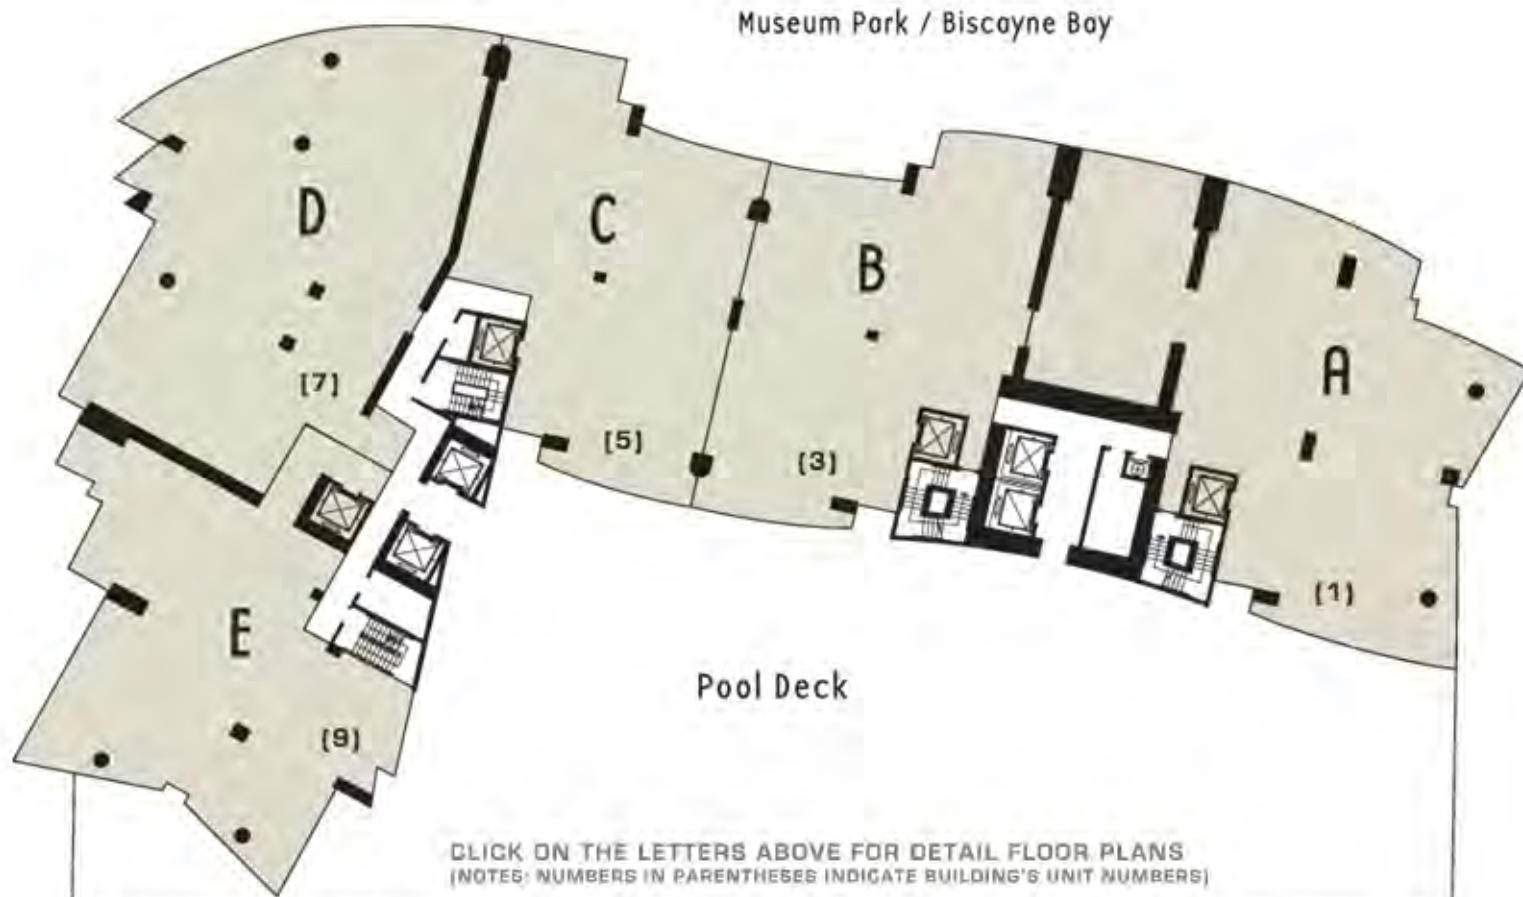 Museum Park / Biscayne Bay
D
C
B
A
(7)
(5)
(3)
(1)
E
(9)
Pool Deck
CLICK ON THE LETTERS ABOVE FOR DETAIL FLOOR PLANS
(NOTES: NUMBERS IN PARENTHESES INDICATE BUILDING'S UNIT NUMBERS)